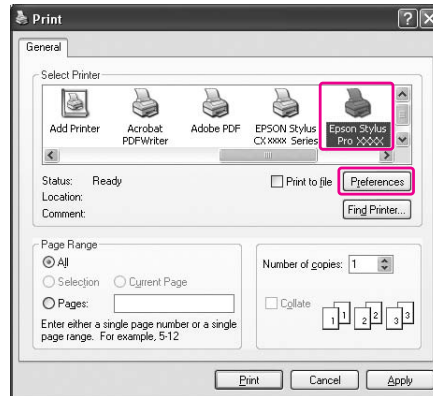 Print
General
Select Printer
Add Printer
Acrobat
PDFWriter
Adobe PDF
EPSON Stylus
CX xxxx Series
Epson Stylus
Pro XXXX
Status: Ready
Location:
Comment:
Print to file
Preferences
Find Printer...
Page Range
All
Selection
Current Page
Pages:
Enter either a single page number or a single
page range. For example, 5-12
Number of copies: 1
Collate
1 1 2 2 3 3
Print
Cancel
Apply